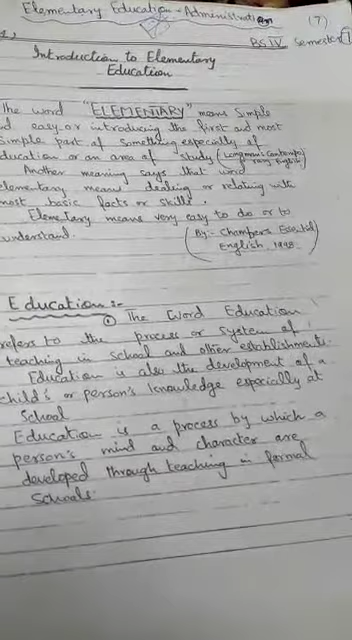 Elementary Education - Administration (7)
BS IV Semester
Introduction to Elementary
Education
The word "ELEMENTARY" means Simple
and easy or introducing the first and most
Simple part of something especially of
education or an area of study (Longman's Contempo
rary English)
Another meaning says that word
elementary means dealing or relating with
most basic facts or skills.
Elementary means very easy to do or to
understand.
(By:- Chambers Essential
English 1998)
Education:-
The Word Education
refers to the process or system of
teaching in school and other establishments.
Education is also the development of a
child's or person's knowledge especially at
School
Education is a process by which a
person's mind and character are
developed through teaching in formal
Schools.